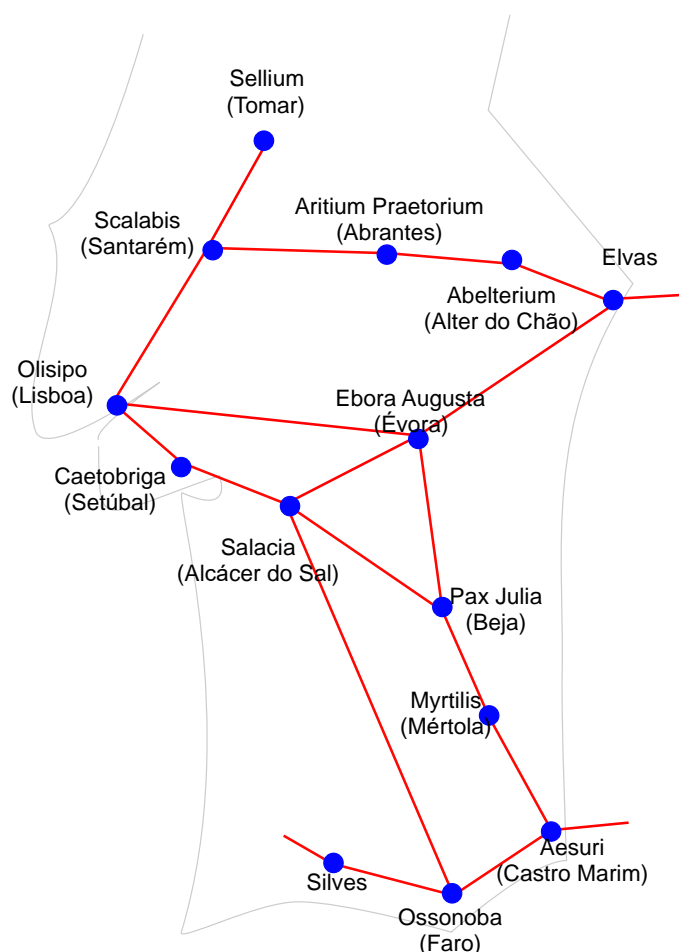 Sellium
(Tomar)
Scalabis
(Santarém)
Aritium Praetorium
(Abrantes)
Elvas
Abelterium
(Alter do Chão)
Olisipo
(Lisboa)
Ebora Augusta
(Évora)
Caetobriga
(Setúbal)
Salacia
(Alcácer do Sal)
Pax Julia
(Beja)
Myrtilis
(Mértola)
Aesuri
(Castro Marim)
Silves
Ossonoba
(Faro)